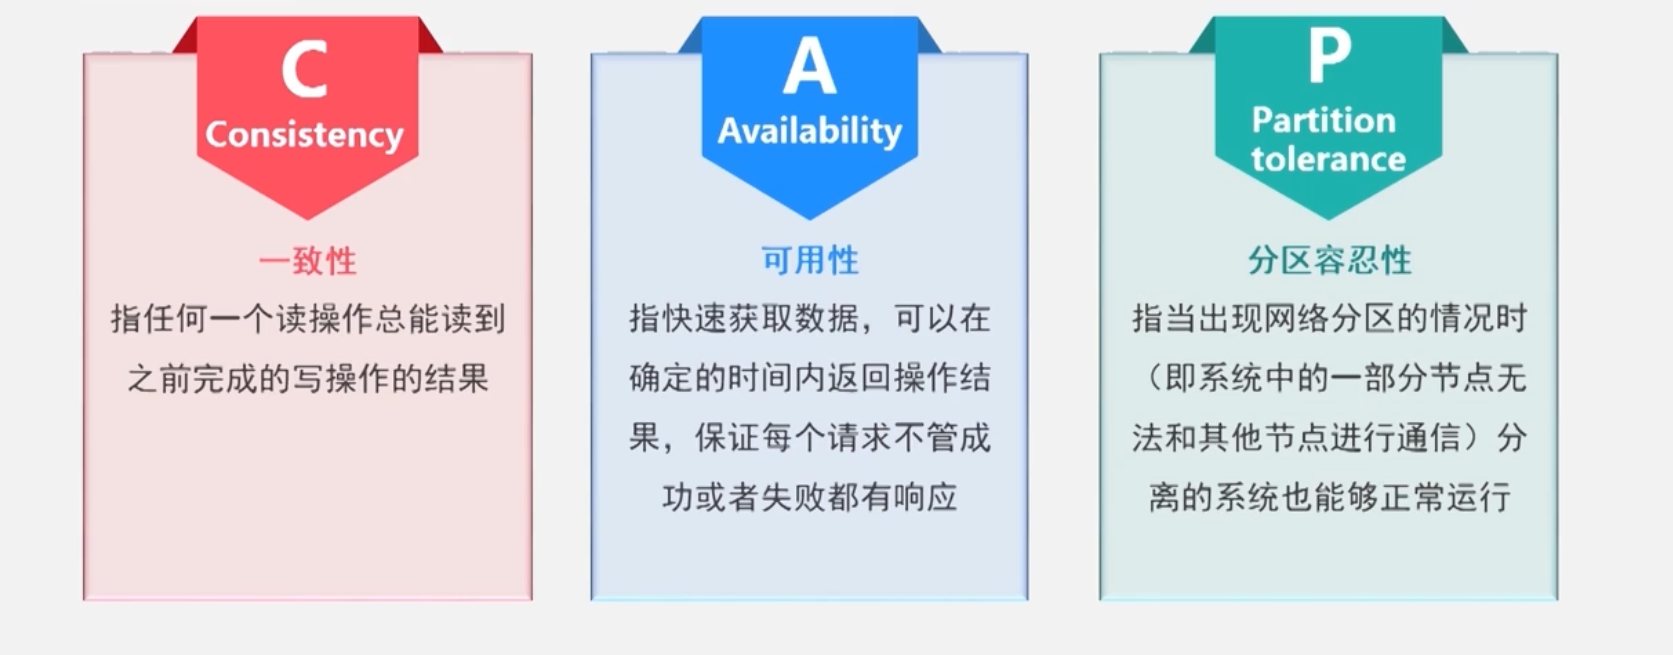 C
Consistency
一致性
指任何一个读操作总能读到
之前完成的写操作的结果
A
Availability
可用性
指快速获取数据，可以在
确定的时间内返回操作结
果，保证每个请求不管成
功或者失败都有响应
P
Partition
tolerance
分区容忍性
指当出现网络分区的情况时
（即系统中的一部分节点无
法和其他节点进行通信）分
离的系统也能够正常运行